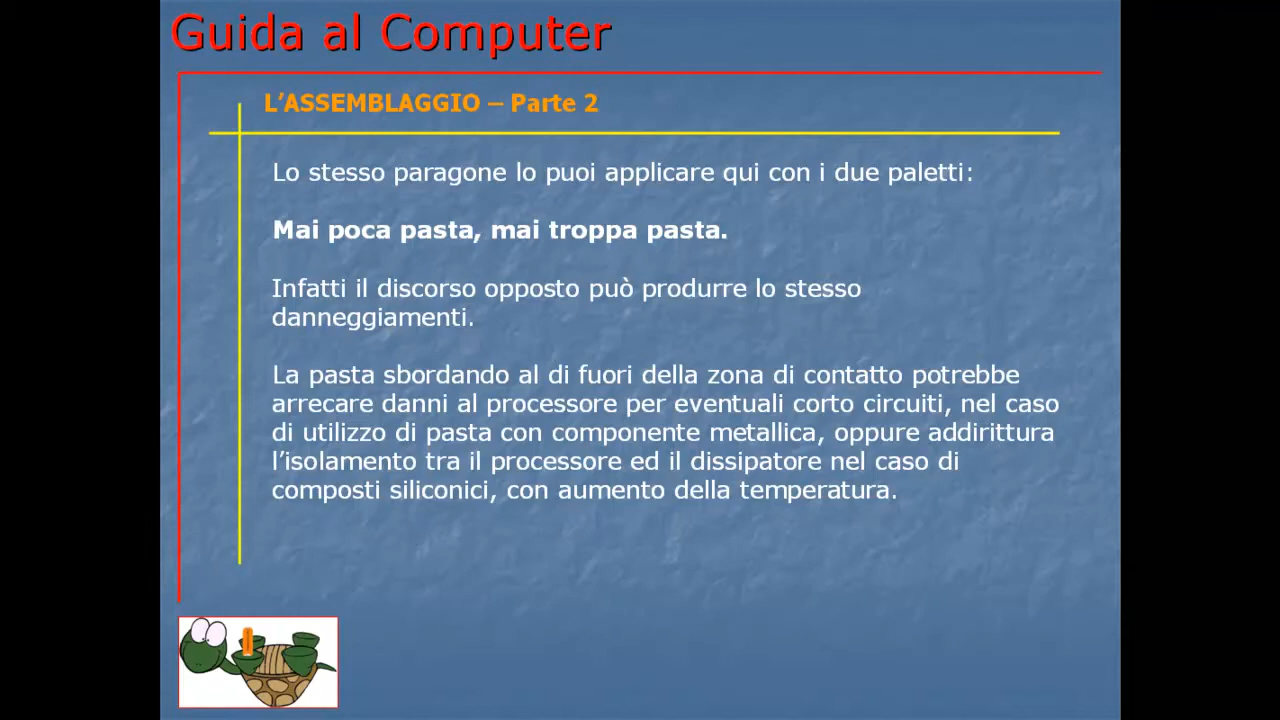 Guida al Computer
L’ASSEMBLAGGIO – Parte 2
Lo stesso paragone lo puoi applicare qui con i due paletti:
Mai poca pasta, mai troppa pasta.
Infatti il discorso opposto può produrre lo stesso
danneggiamenti.
La pasta sbordando al di fuori della zona di contatto potrebbe
arrecare danni al processore per eventuali corto circuiti, nel caso
di utilizzo di pasta con componente metallica, oppure addirittura
l’isolamento tra il processore ed il dissipatore nel caso di
composti siliconici, con aumento della temperatura.